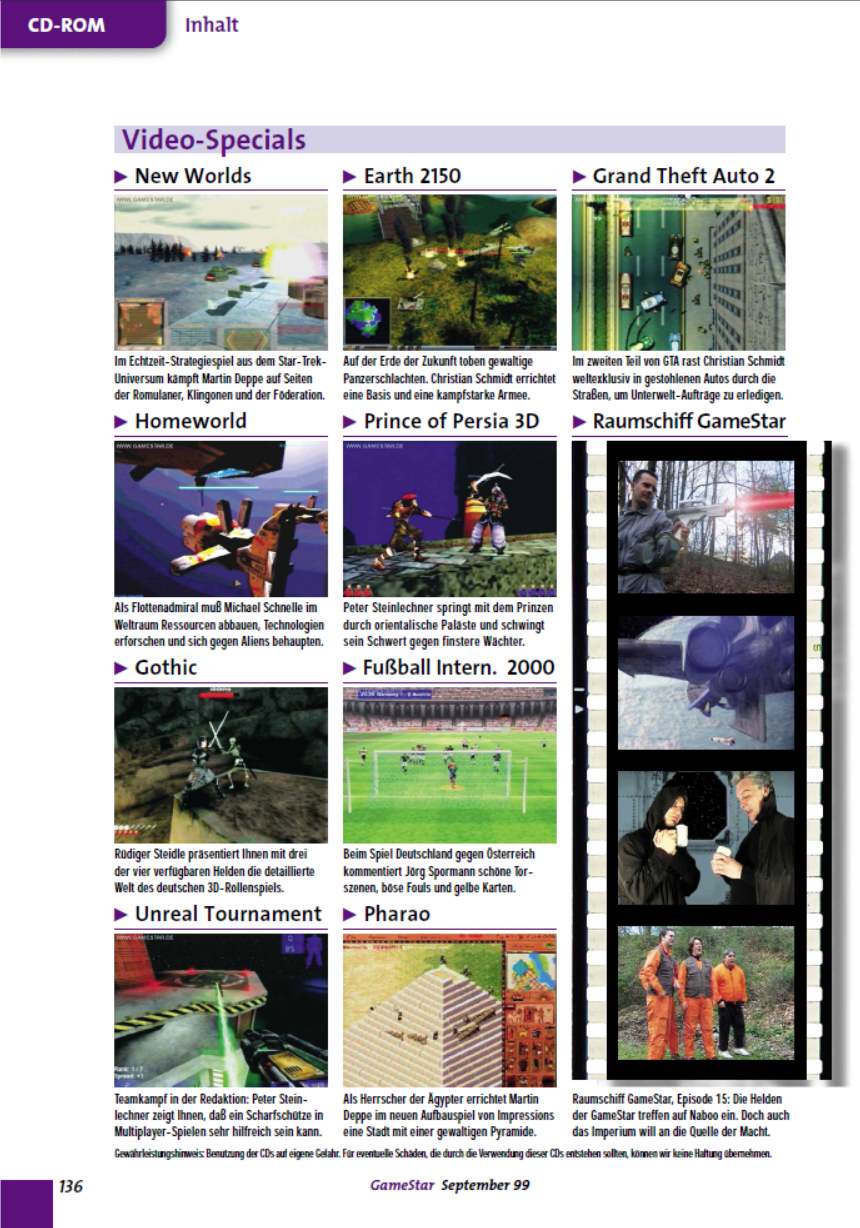 CD-ROM
Inhalt
Video-Specials
New Worlds
WWW.GAMESTAR.DE
Im Echtzeit-Strategiespiel aus dem Star-Trek-
Universum kämpft Martin Deppe auf Seiten
der Romulaner, Klingonen und der Föderation.
Earth 2150
Auf der Erde der Zukunft toben gewaltige
Panzerschlachten. Christian Schmidt errichtet
eine Basis und eine kampfstarke Armee.
Grand Theft Auto 2
Im zweiten Teil von GTA rast Christian Schmidt
weltexklusiv in gestohlenen Autos durch die
Straßen, um Unterwelt-Aufträge zu erledigen.
Homeworld
WWW.GAMESTAR.DE
Als Flottenadmiral muß Michael Schnelle im
Weltraum Ressourcen abbauen, Technologien
erforschen und sich gegen Aliens behaupten.
Prince of Persia 3D
WWW.GAMESTAR.DE
Peter Steinlechner springt mit dem Prinzen
durch orientalische Paläste und schwingt
sein Schwert gegen finstere Wächter.
Raumschiff GameStar
Gothic
Rüdiger Steidle präsentiert Ihnen mit drei
der vier verfügbaren Helden die detaillierte
Welt des deutschen 3D-Rollenspiels.
Fußball Intern. 2000
Beim Spiel Deutschland gegen Österreich
kommentiert Jörg Spormann schöne Tor-
szenen, böse Fouls und gelbe Karten.
Unreal Tournament
WWW.GAMESTAR.DE
Rank: 1 / 7
Spread: +1
Teamkampf in der Redaktion: Peter Stein-
lechner zeigt Ihnen, daß ein Scharfschütze in
Multiplayer-Spielen sehr hilfreich sein kann.
Pharao
Als Herrscher der Ägypter errichtet Martin
Deppe im neuen Aufbauspiel von Impressions
eine Stadt mit einer gewaltigen Pyramide.
Raumschiff GameStar, Episode 15: Die Helden
der GameStar treffen auf Naboo ein. Doch auch
das Imperium will an die Quelle der Macht.
Gewährleistungshinweis: Benutzung der CDs auf eigene Gefahr. Für eventuelle Schäden, die durch die Verwendung dieser CDs entstehen sollten, können wir keine Haftung übernehmen.
136
GameStar September 99